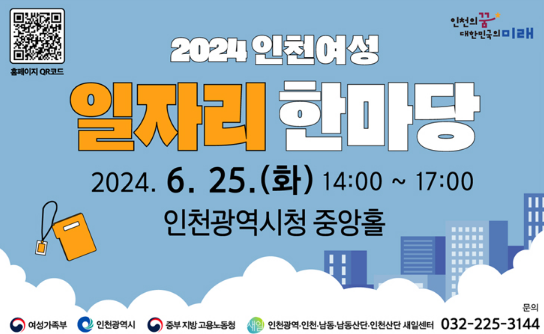 홈페이지 QR코드
인천의 꿈
대한민국의 미래
2024 인천여성
일자리 한마당
2024. 6. 25.(화) 14:00 ~ 17:00
인천광역시청 중앙홀
문의
여성가족부 인천광역시 중부지방고용노동청 새일 인천광역·인천·남동·남동산단·인천산단 새일센터 032-225-3144